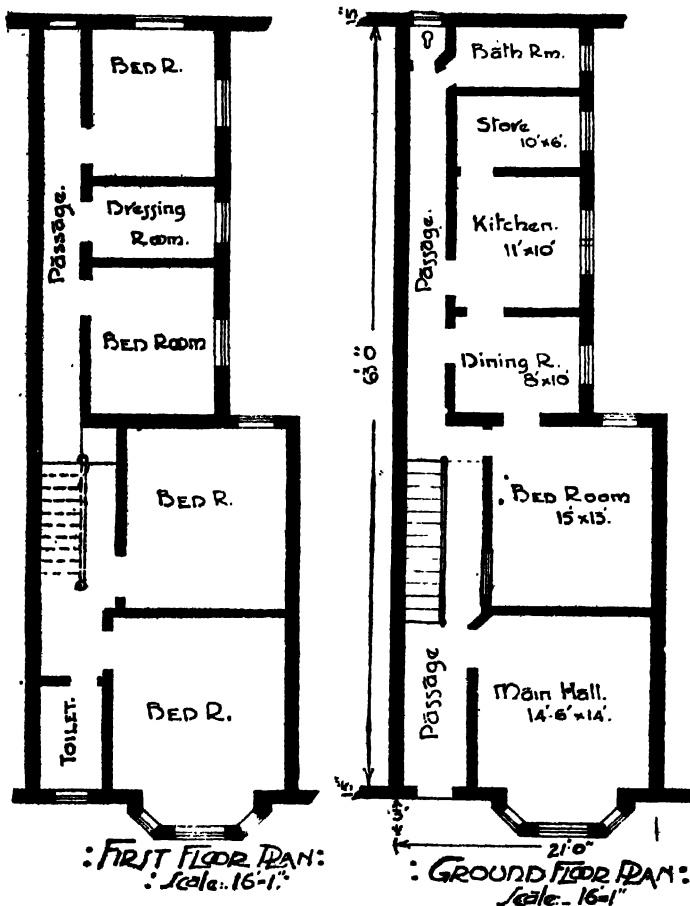 BED R.
Passage.
Dressing
Room.
BED ROOM
BED R.
TOILET.
BED R.
: FIRST FLOOR PLAN:
: Scale:. 16'=1."
Bath Rm.
Store
10'x6'.
Passage.
Kitchen.
11'x10'
63'.0"
Dining R.
8'x10'
BED ROOM
15'x13'.
Passage
Main Hall.
14'-6"x14'.
21'.0"
: GROUND FLOOR PLAN:
Scale:. 16=1"